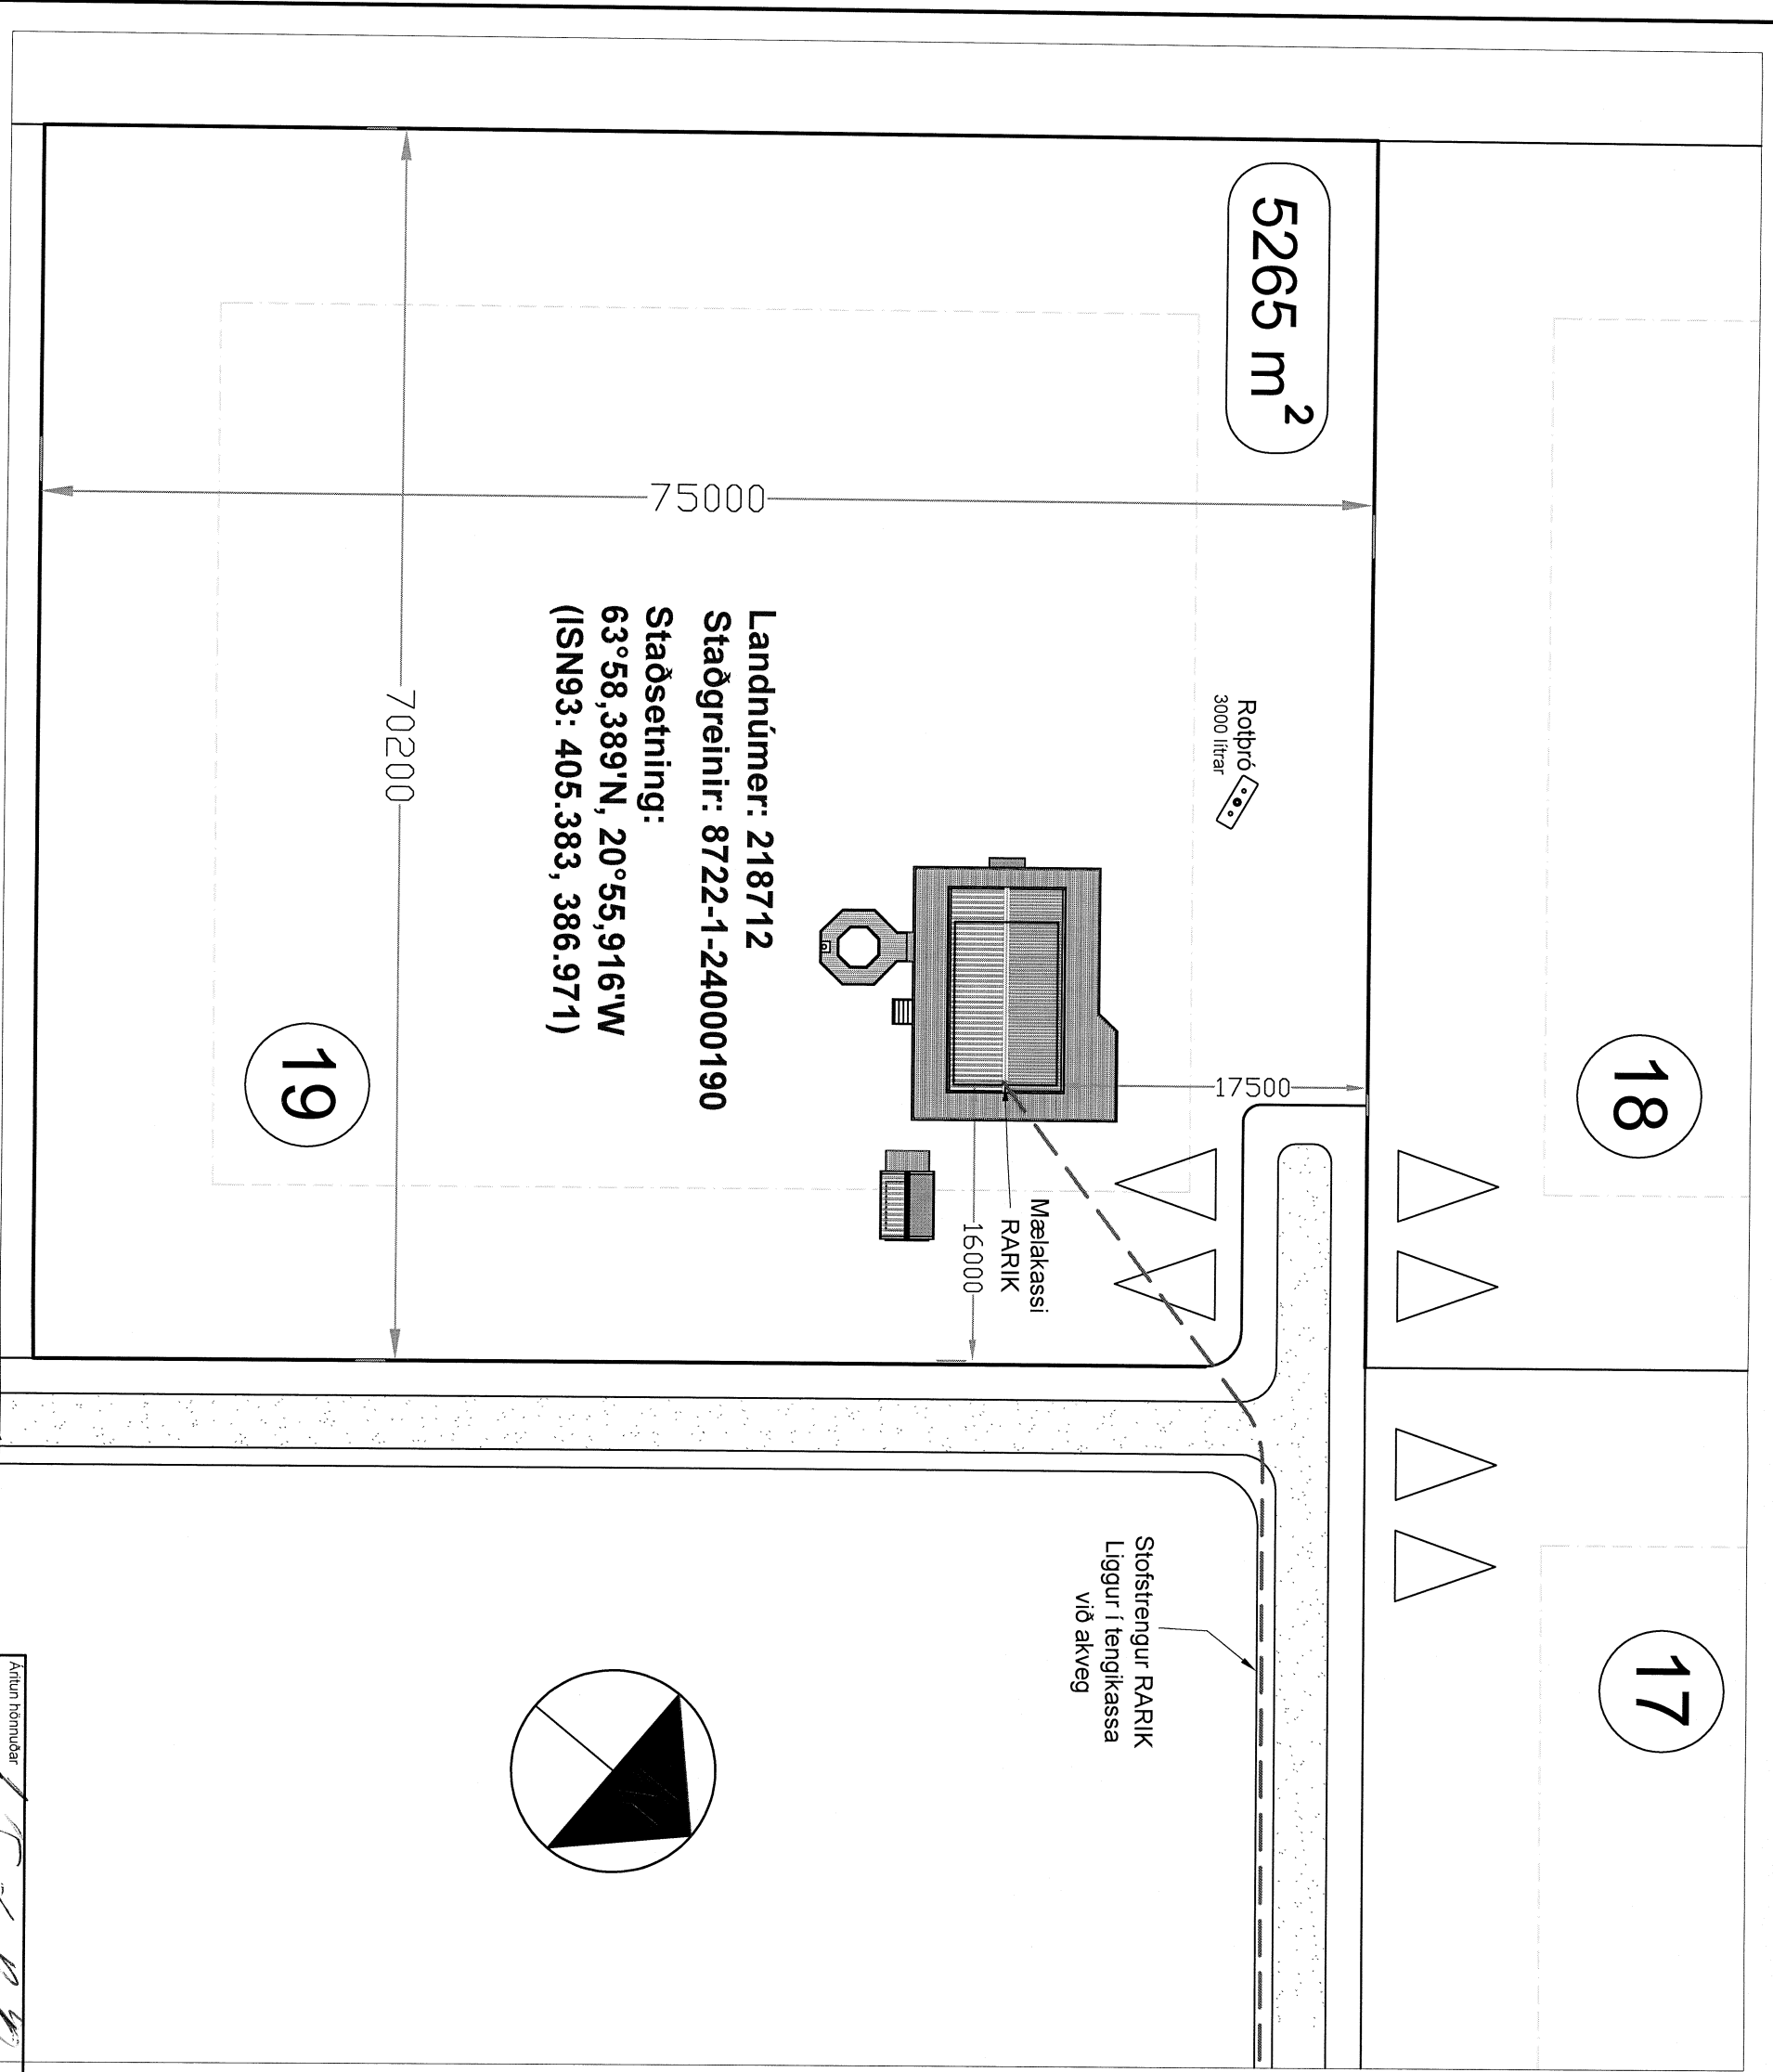 5265 m²
18
17
19
Rotþró
3000 lítrar
75000
70200
17500
16000
Landnúmer: 218712
Staðgreinir: 8722-1-24000190
Staðsetning:
63°58,389'N, 20°55,916'W
(ISN93: 405.383, 386.971)
Mælakassi
RARIK
Stofstrengur RARIK
Liggur í tengikassa
við akveg
Áritun hönnuðar